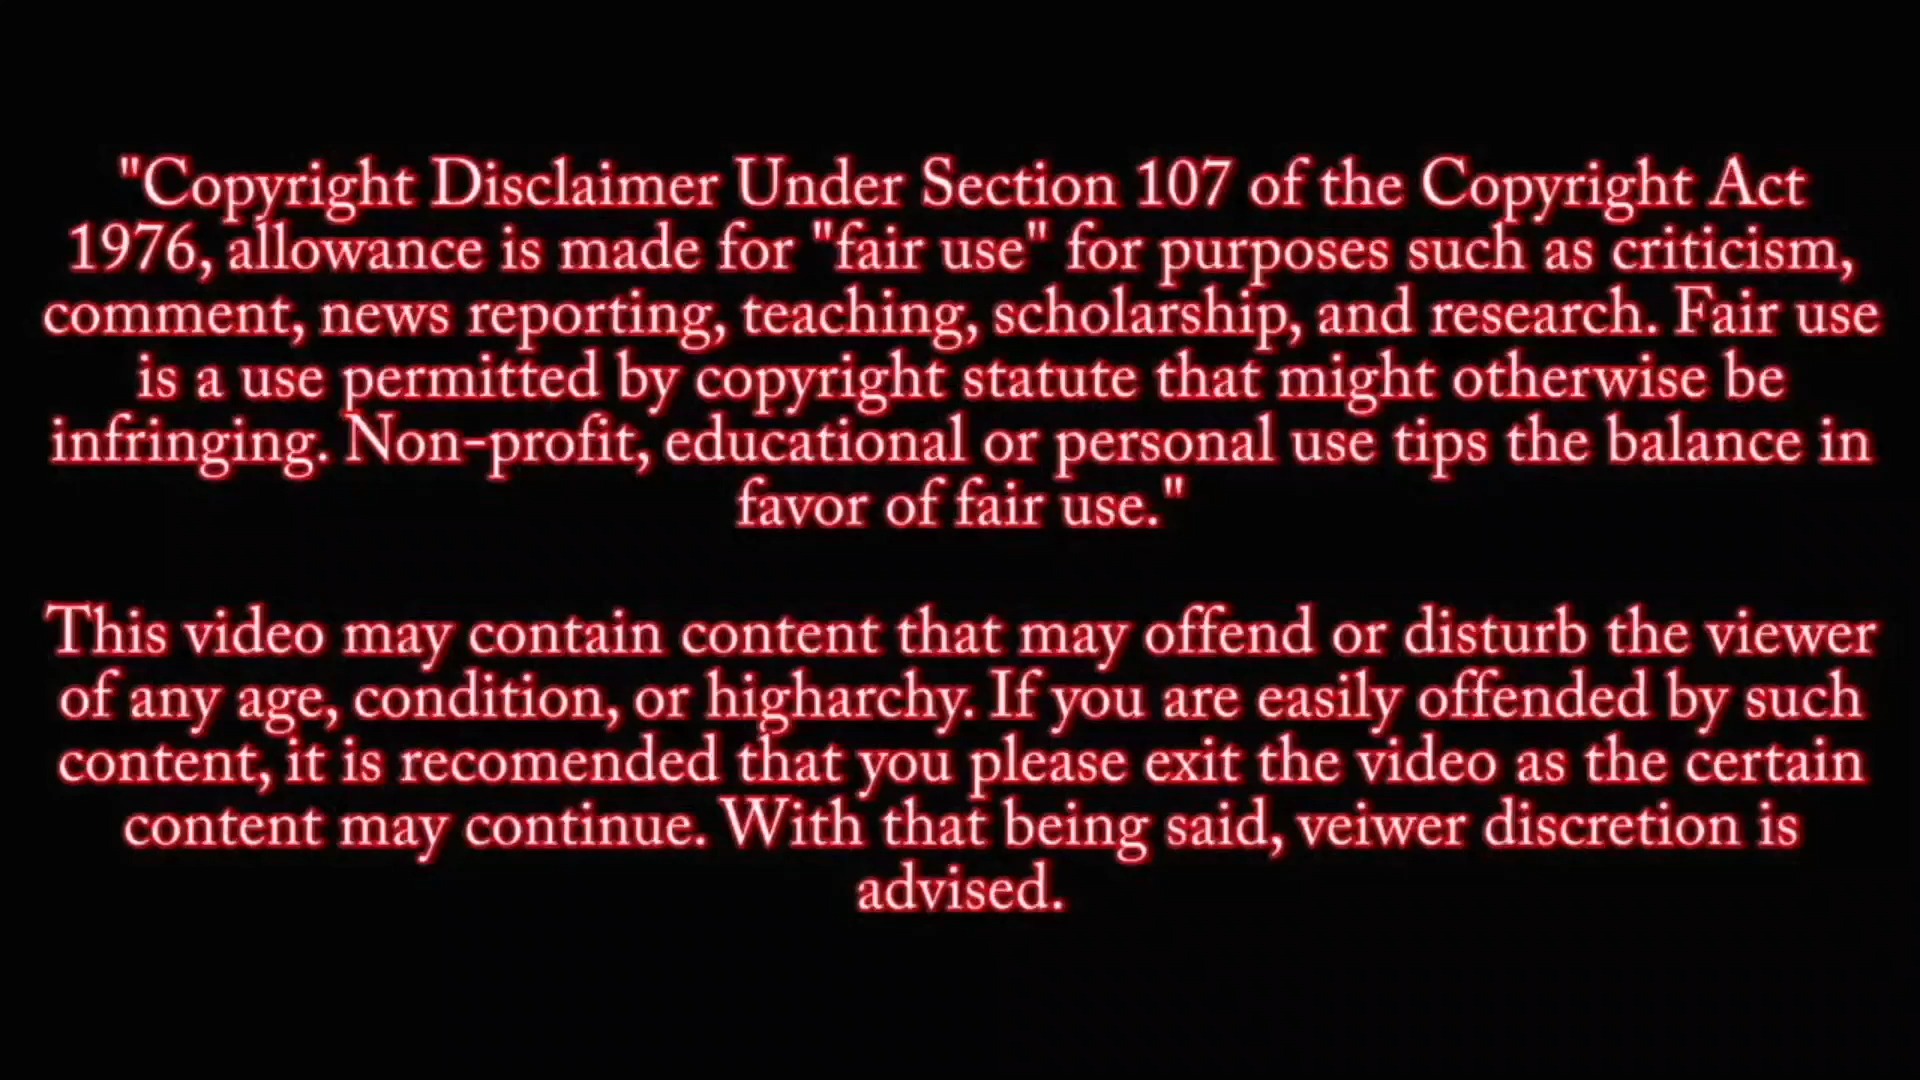 "Copyright Disclaimer Under Section 107 of the Copyright Act
1976, allowance is made for "fair use" for purposes such as criticism,
comment, news reporting, teaching, scholarship, and research. Fair use
is a use permitted by copyright statute that might otherwise be
infringing. Non-profit, educational or personal use tips the balance in
favor of fair use."
This video may contain content that may offend or disturb the viewer
of any age, condition, or higharchy. If you are easily offended by such
content, it is recomended that you please exit the video as the certain
content may continue. With that being said, veiwer discretion is
advised.